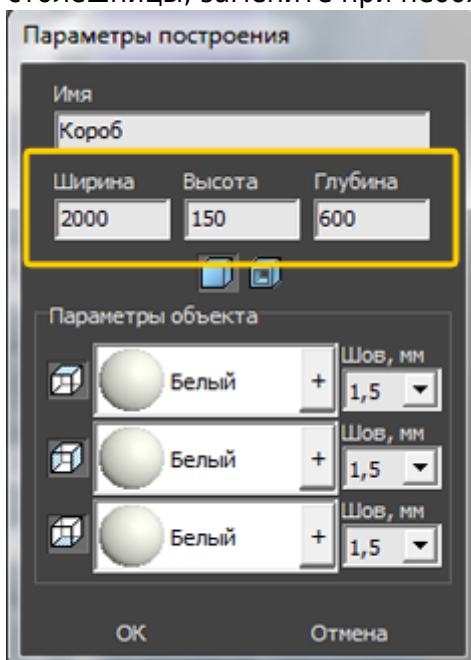 Параметры построения
Имя
Короб
Ширина Высота Глубина
2000 150 600
Параметры объекта
Шов, мм
Белый + 1,5
Шов, мм
Белый + 1,5
Шов, мм
Белый + 1,5
ОК Отмена